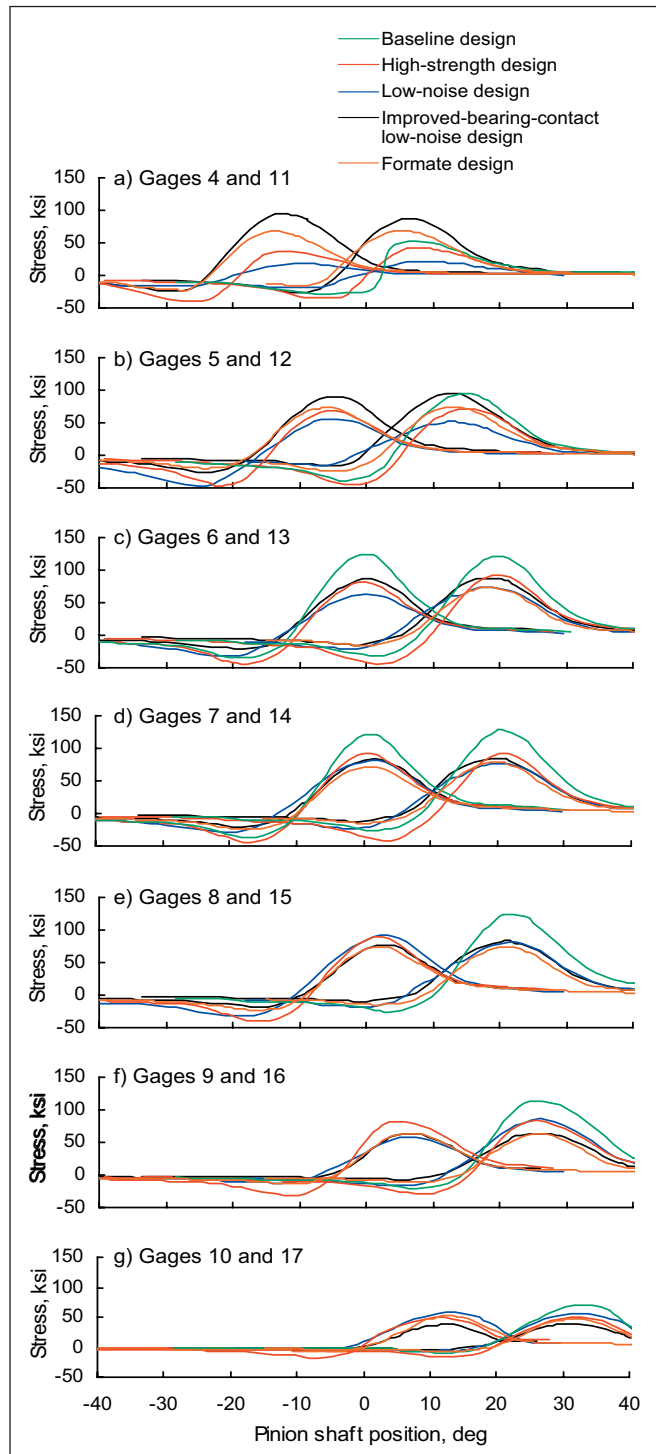 Baseline design
High-strength design
Low-noise design
Improved-bearing-contact
low-noise design
Formate design
a) Gages 4 and 11
Stress, ksi
150
100
50
0
-50
b) Gages 5 and 12
Stress, ksi
150
100
50
0
-50
c) Gages 6 and 13
Stress, ksi
150
100
50
0
-50
d) Gages 7 and 14
Stress, ksi
150
100
50
0
-50
e) Gages 8 and 15
Stress, ksi
150
100
50
0
-50
f) Gages 9 and 16
Stress, ksi
150
100
50
0
-50
g) Gages 10 and 17
Stress, ksi
150
100
50
0
-50
-40 -30 -20 -10 0 10 20 30 40
Pinion shaft position, deg